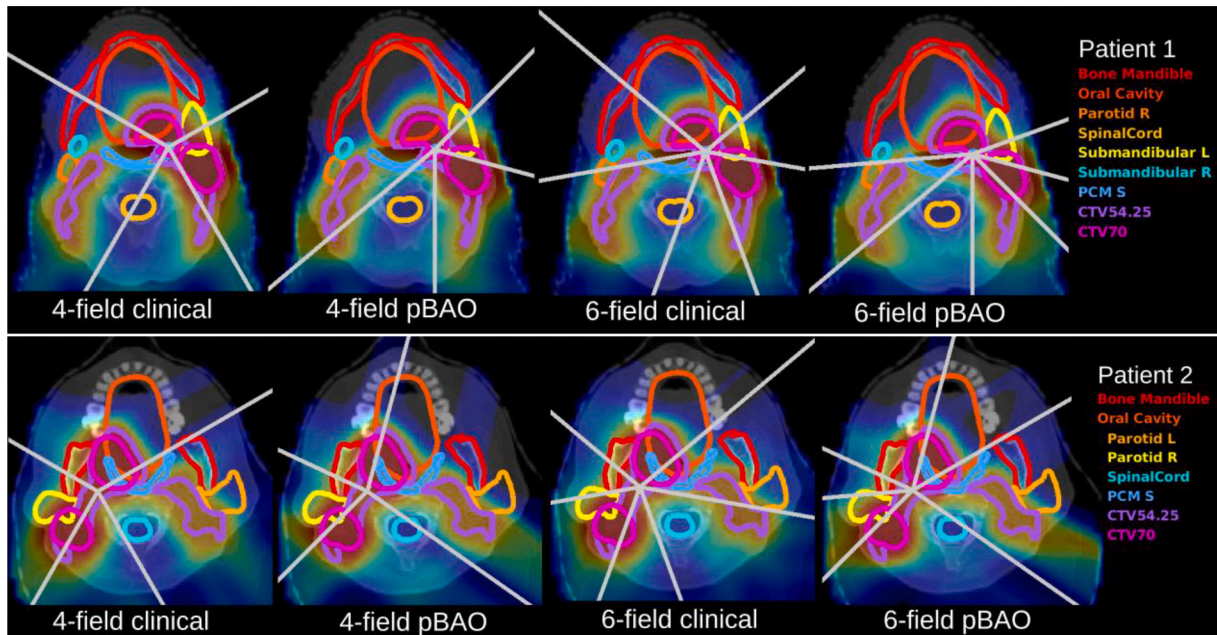 Patient 1
Bone Mandible
Oral Cavity
Parotid R
SpinalCord
Submandibular L
Submandibular R
PCM S
CTV54.25
CTV70
4-field clinical
4-field pBAO
6-field clinical
6-field pBAO
Patient 2
Bone Mandible
Oral Cavity
Parotid L
Parotid R
SpinalCord
PCM S
CTV54.25
CTV70
4-field clinical
4-field pBAO
6-field clinical
6-field pBAO